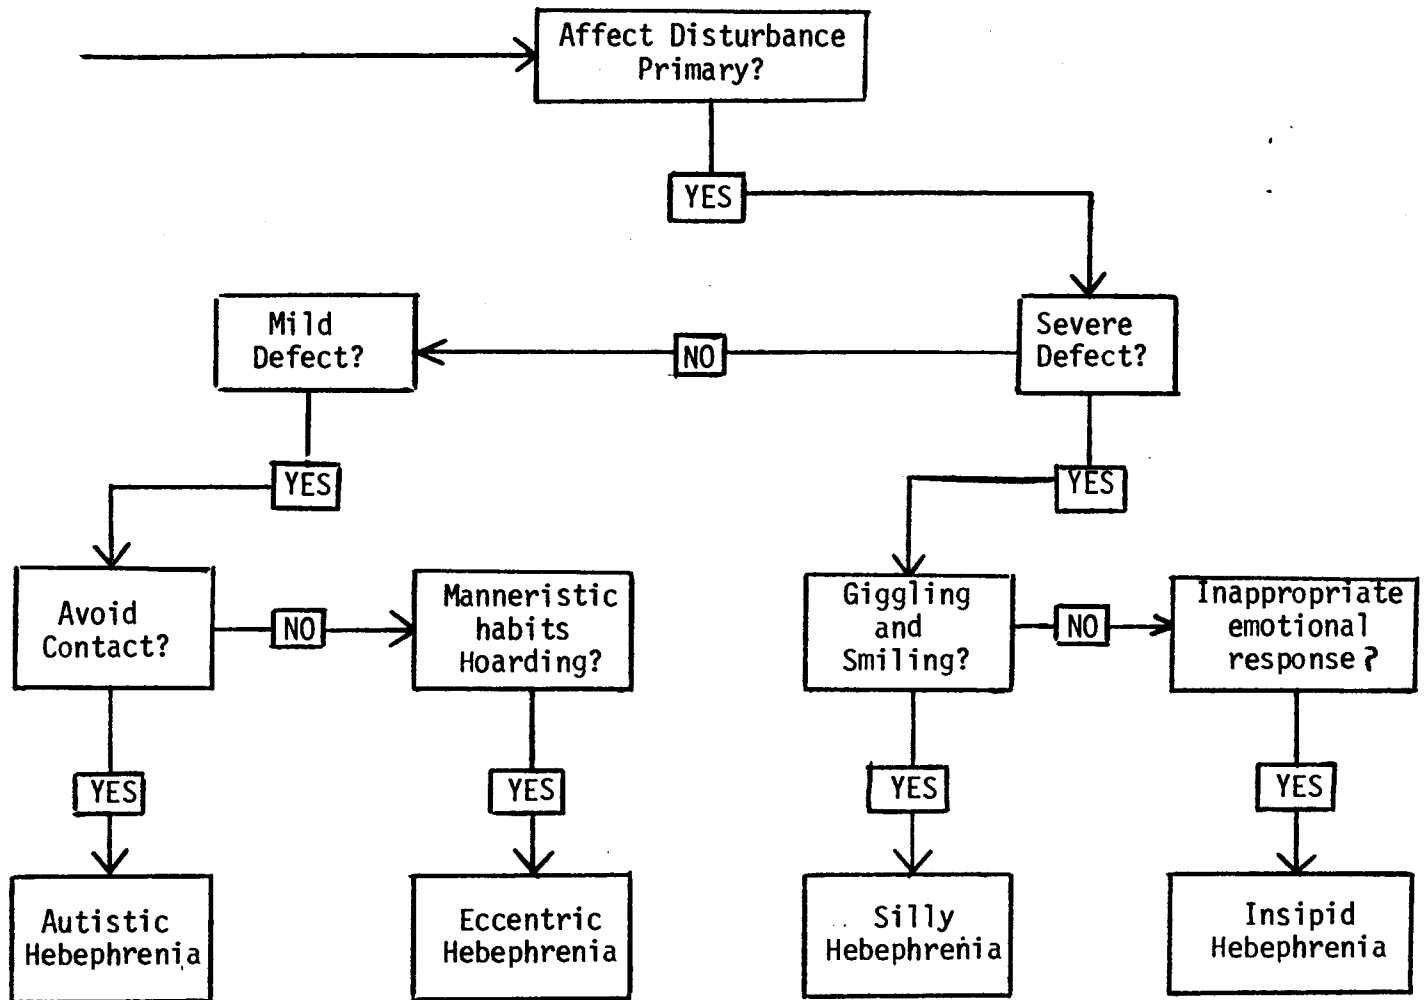 Affect Disturbance
Primary?
YES
Mild
Defect?
NO
Severe
Defect?
YES
YES
Avoid
Contact?
NO
Manneristic
habits
Hoarding?
Giggling
and
Smiling?
NO
Inappropriate
emotional
response?
YES
YES
YES
YES
Autistic
Hebephrenia
Eccentric
Hebephrenia
Silly
Hebephrenia
Insipid
Hebephrenia